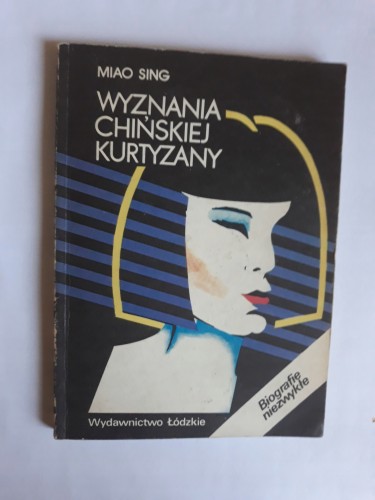 MIAO SING
WYZNANIA
CHIŃSKIEJ
KURTYZANY
Biografie
niezwykłe
Wydawnictwo Łódzkie